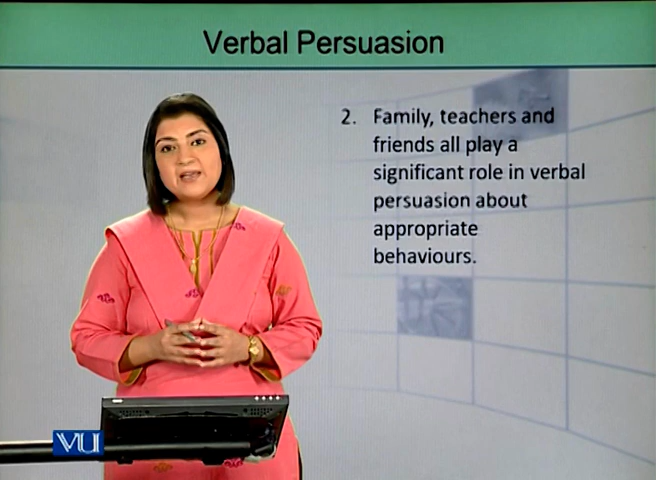 Verbal Persuasion
2. Family, teachers and
friends all play a
significant role in verbal
persuasion about
appropriate
behaviours.
VU